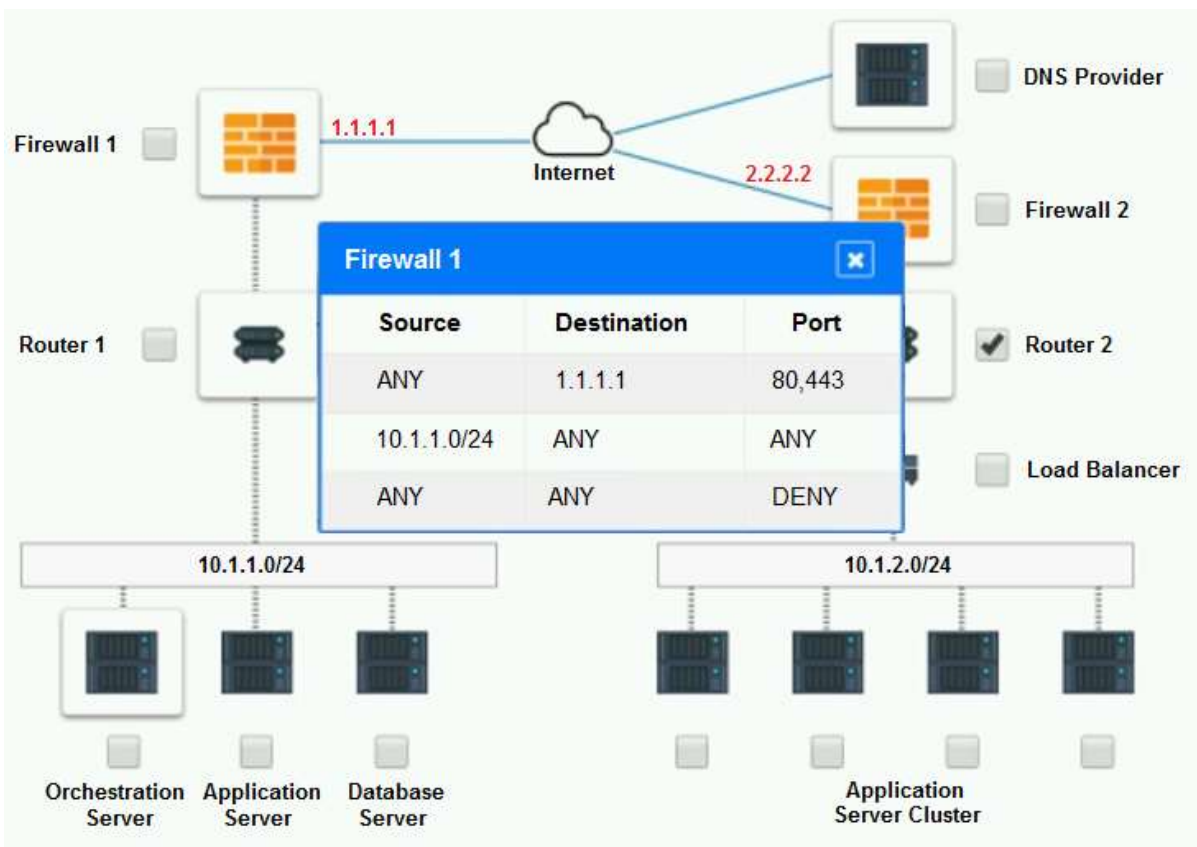 DNS Provider
Firewall 1
1.1.1.1
Internet
2.2.2.2
Firewall 2
Firewall 1
Source Destination Port
ANY 1.1.1.1 80,443
10.1.1.0/24 ANY ANY
ANY ANY DENY
Router 1
Router 2
Load Balancer
10.1.1.0/24
10.1.2.0/24
Orchestration
Server
Application
Server
Database
Server
Application
Server Cluster